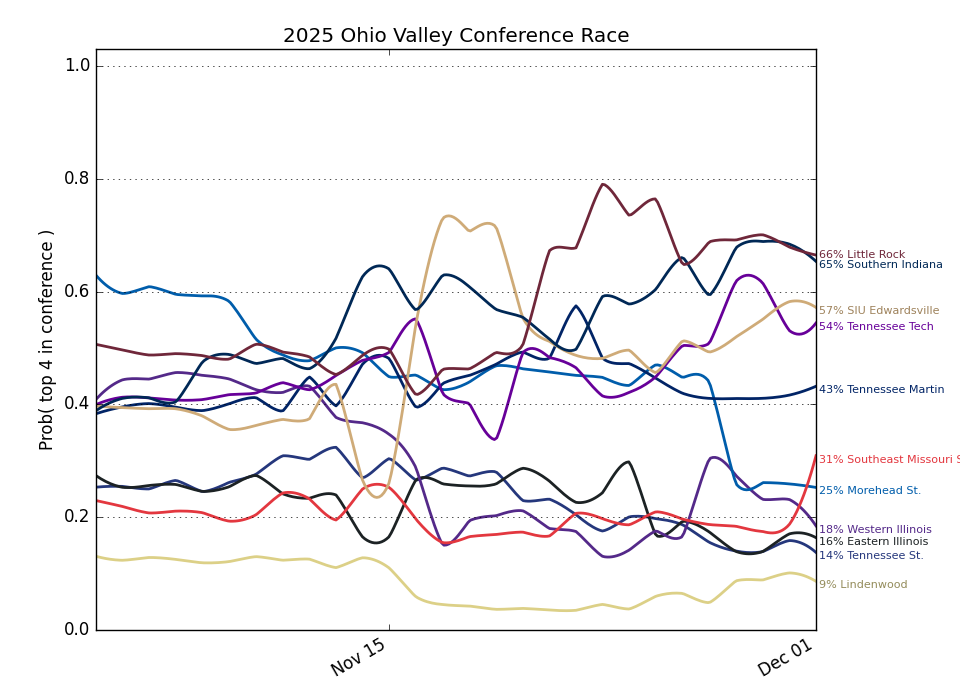 2025 Ohio Valley Conference Race
Prob( top 4 in conference )
1.0
0.8
0.6
0.4
0.2
0.0
Nov 15
Dec 01
66% Little Rock
65% Southern Indiana
57% SIU Edwardsville
54% Tennessee Tech
43% Tennessee Martin
31% Southeast Missouri S
25% Morehead St.
18% Western Illinois
16% Eastern Illinois
14% Tennessee St.
9% Lindenwood